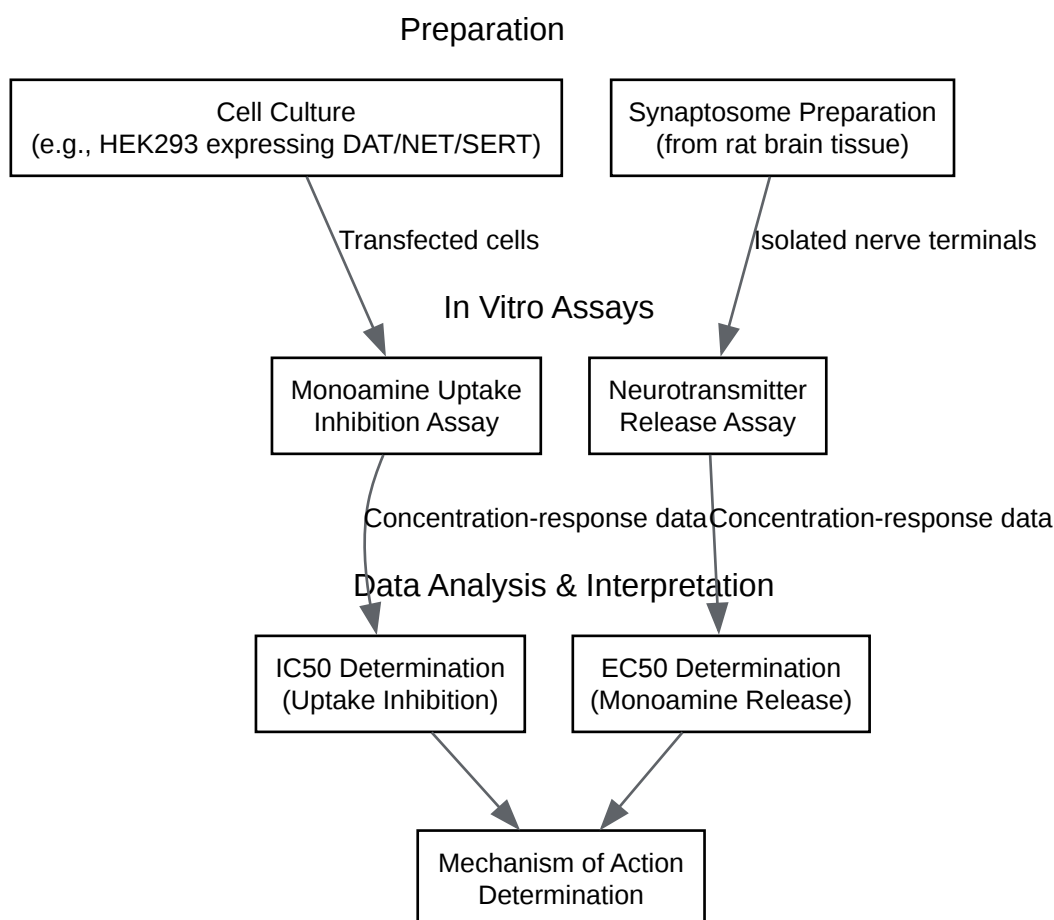 Preparation
Cell Culture
(e.g., HEK293 expressing DAT/NET/SERT)
Synaptosome Preparation
(from rat brain tissue)
Transfected cells
Isolated nerve terminals
In Vitro Assays
Monoamine Uptake
Inhibition Assay
Neurotransmitter
Release Assay
Concentration-response data
Concentration-response data
Data Analysis & Interpretation
IC50 Determination
(Uptake Inhibition)
EC50 Determination
(Monoamine Release)
Mechanism of Action
Determination